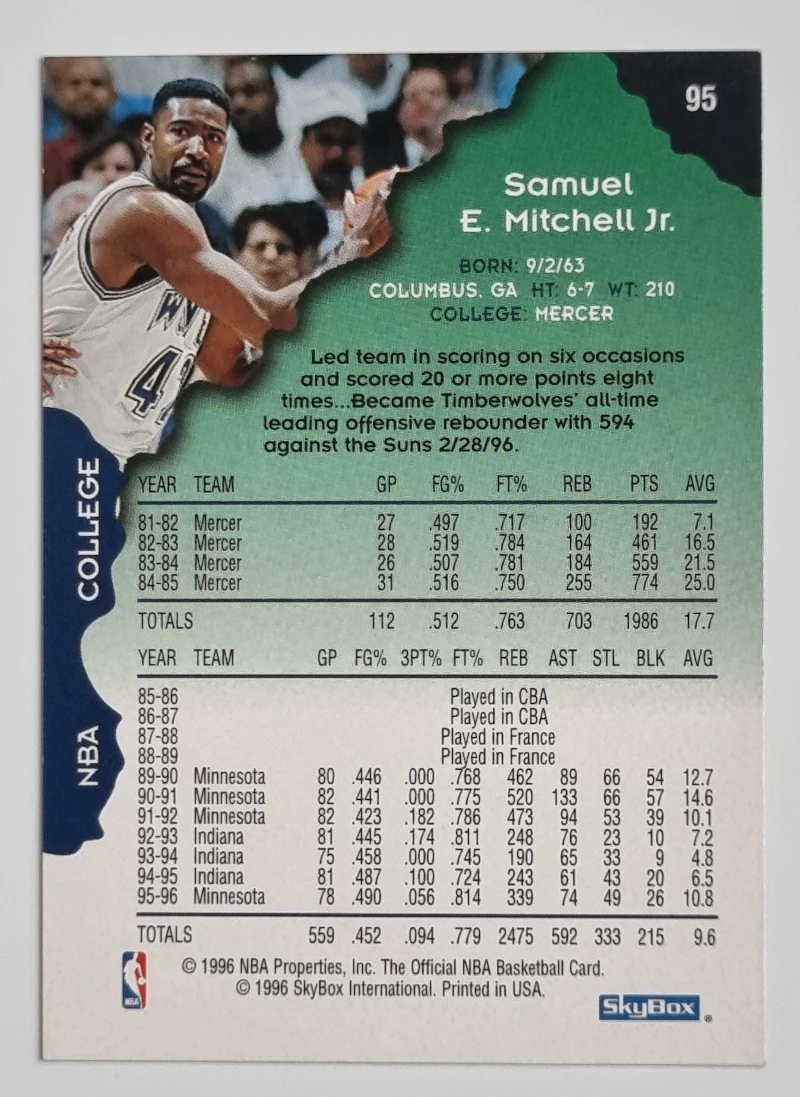 95
Samuel
E. Mitchell Jr.
BORN: 9/2/63
COLUMBUS, GA HT: 6-7 WT: 210
COLLEGE: MERCER
Led team in scoring on six occasions
and scored 20 or more points eight
times...Became Timberwolves' all-time
leading offensive rebounder with 594
against the Suns 2/28/96.
COLLEGE
YEAR TEAM GP FG% FT% REB PTS AVG
81-82 Mercer 27 .497 .717 100 192 7.1
82-83 Mercer 28 .519 .784 164 461 16.5
83-84 Mercer 26 .507 .781 184 559 21.5
84-85 Mercer 31 .516 .750 255 774 25.0
TOTALS 112 .512 .763 703 1986 17.7
NBA
YEAR TEAM GP FG% 3PT% FT% REB AST STL BLK AVG
85-86 Played in CBA
86-87 Played in CBA
87-88 Played in France
88-89 Played in France
89-90 Minnesota 80 .446 .000 .768 462 89 66 54 12.7
90-91 Minnesota 82 .441 .000 .775 520 133 66 57 14.6
91-92 Minnesota 82 .423 .182 .786 473 94 53 39 10.1
92-93 Indiana 81 .445 .174 .811 248 76 23 10 7.2
93-94 Indiana 75 .458 .000 .745 190 65 33 9 4.8
94-95 Indiana 81 .487 .100 .724 243 61 43 20 6.5
95-96 Minnesota 78 .490 .056 .814 339 74 49 26 10.8
TOTALS 559 .452 .094 .779 2475 592 333 215 9.6
© 1996 NBA Properties, Inc. The Official NBA Basketball Card.
© 1996 SkyBox International. Printed in USA.
NBA
SkyBox ®